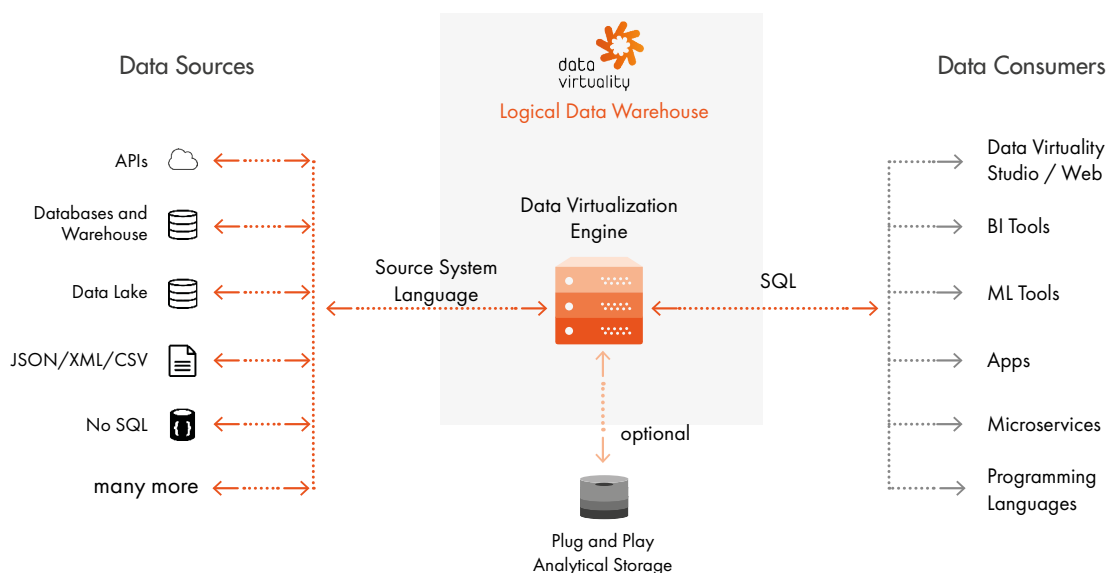 Data Sources
APIs
Databases and
Warehouse
Data Lake
JSON/XML/CSV
No SQL
{}
many more
Source System
Language
data
virtuality
Logical Data Warehouse
Data Virtualization
Engine
SQL
optional
Plug and Play
Analytical Storage
Data Consumers
Data Virtuality
Studio / Web
BI Tools
ML Tools
Apps
Microservices
Programming
Languages